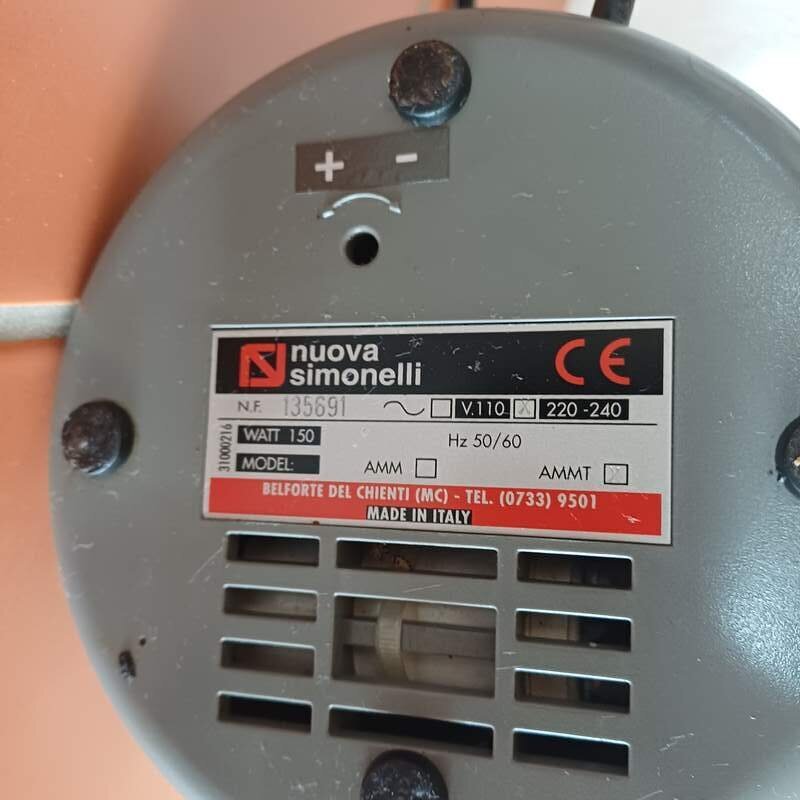 + -
nuova
simonelli
CE
N.F. 135691 V.110 X 220 -240
31000216
WATT 150 Hz 50/60
MODEL: AMM AMMT X
BELFORTE DEL CHIENTI (MC) - TEL. (0733) 9501
MADE IN ITALY